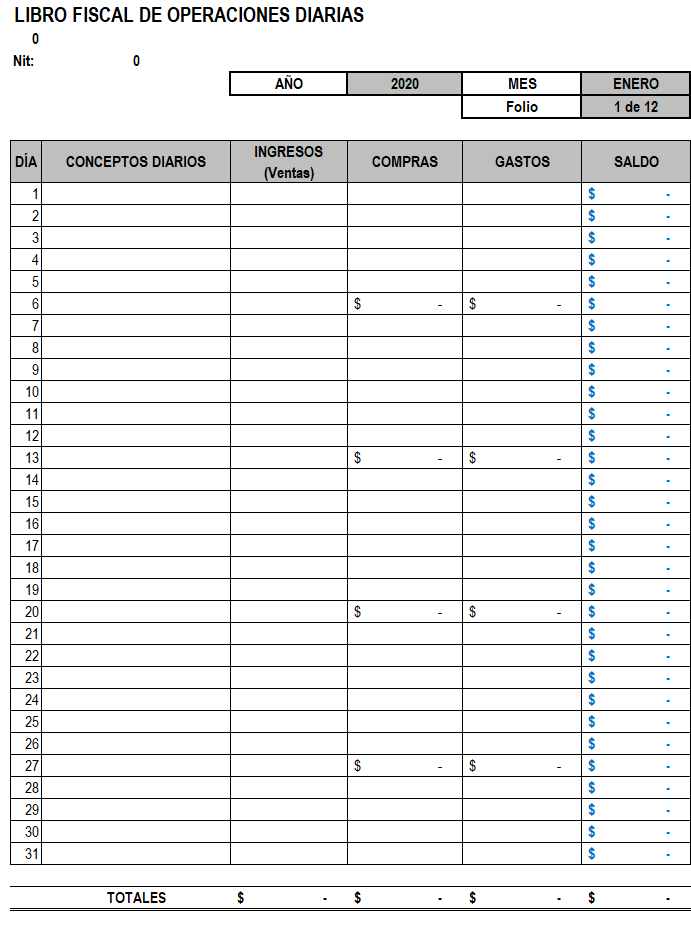 LIBRO FISCAL DE OPERACIONES DIARIAS
0
Nit: 0
AÑO 2020 MES ENERO
Folio 1 de 12
DÍA CONCEPTOS DIARIOS INGRESOS (Ventas) COMPRAS GASTOS SALDO
1 $ -
2 $ -
3 $ -
4 $ -
5 $ -
6 $ - $ - $ -
7 $ -
8 $ -
9 $ -
10 $ -
11 $ -
12 $ -
13 $ - $ - $ -
14 $ -
15 $ -
16 $ -
17 $ -
18 $ -
19 $ -
20 $ - $ - $ -
21 $ -
22 $ -
23 $ -
24 $ -
25 $ -
26 $ -
27 $ - $ - $ -
28 $ -
29 $ -
30 $ -
31 $ -
TOTALES $ - $ - $ - $ -